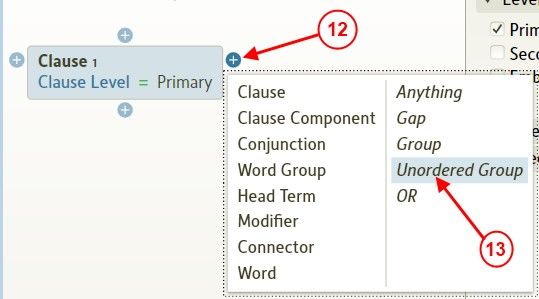 12
Clause 1
Clause Level = Primary
Clause
Clause Component
Conjunction
Word Group
Head Term
Modifier
Connector
Word
Anything
Gap
Group
Unordered Group
OR
13
Prim
Seco